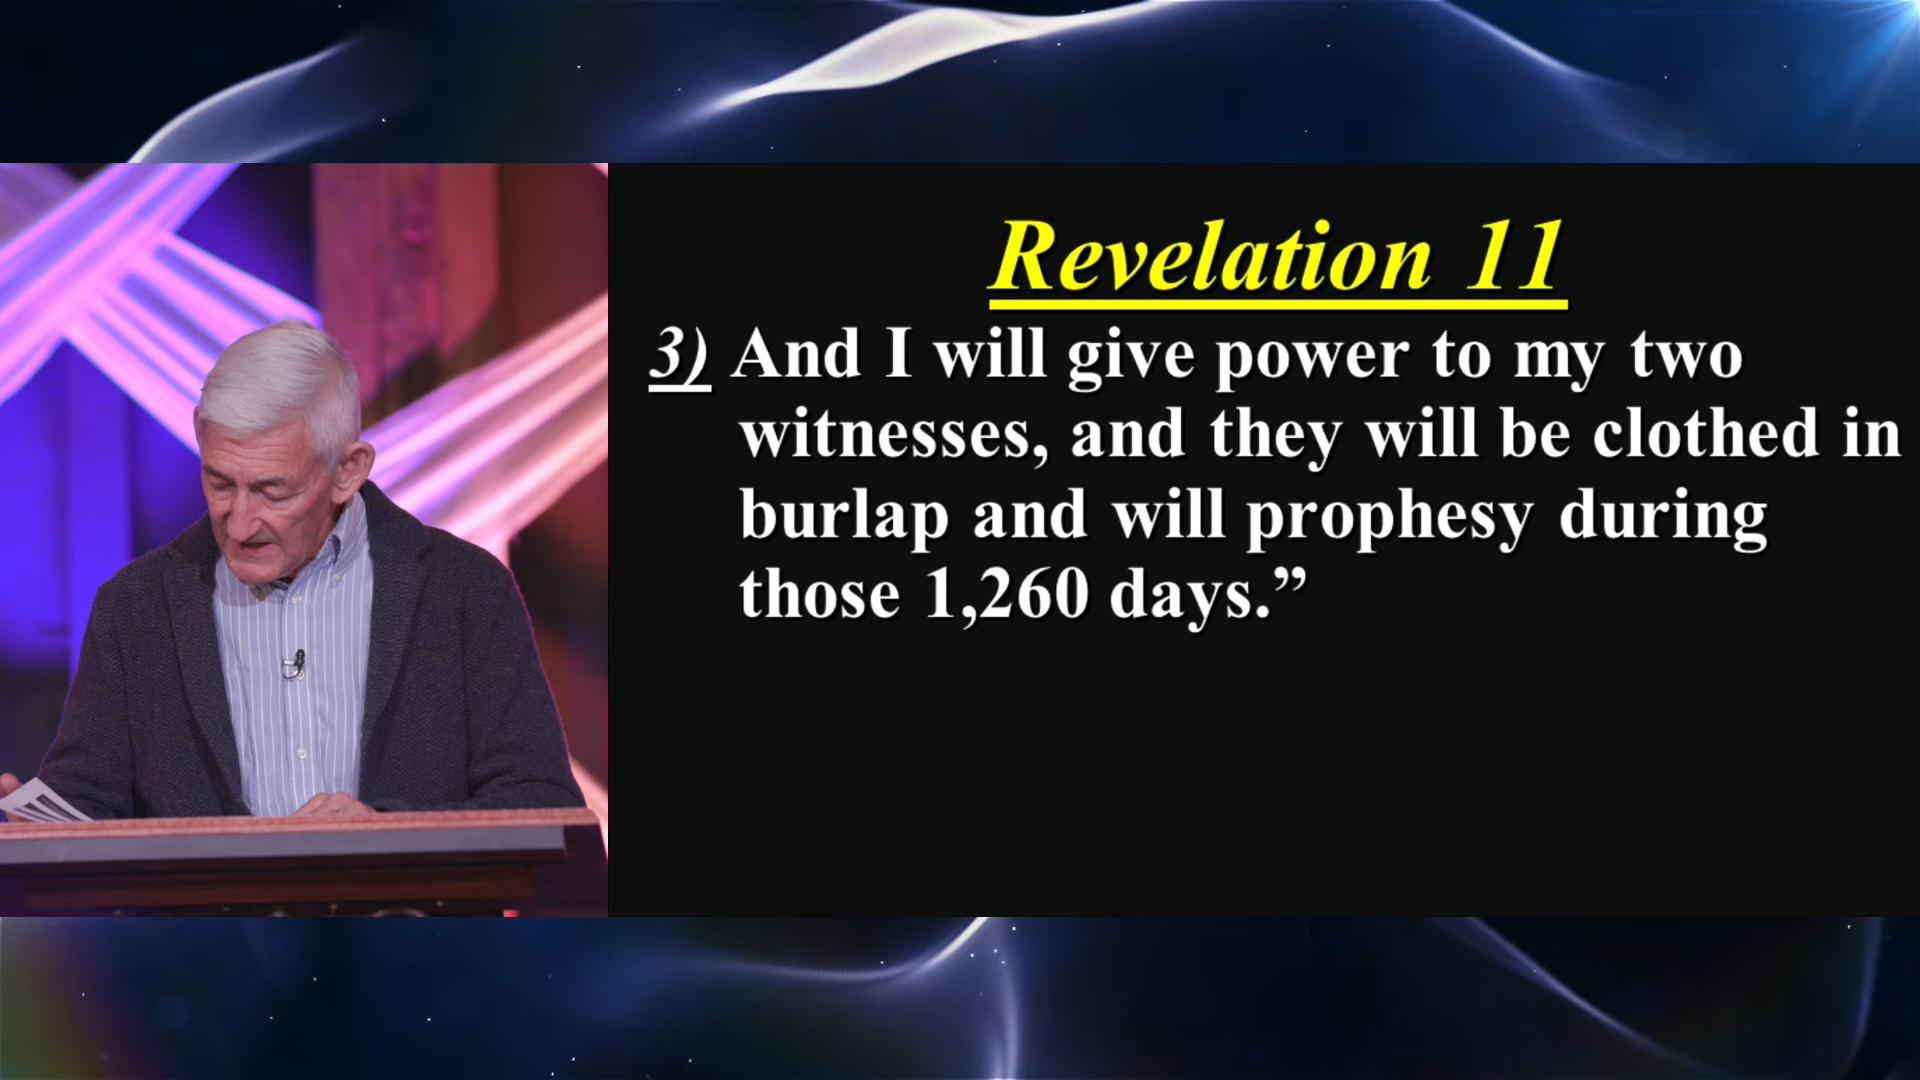 Revelation 11
3) And I will give power to my two
witnesses, and they will be clothed in
burlap and will prophesy during
those 1,260 days.”